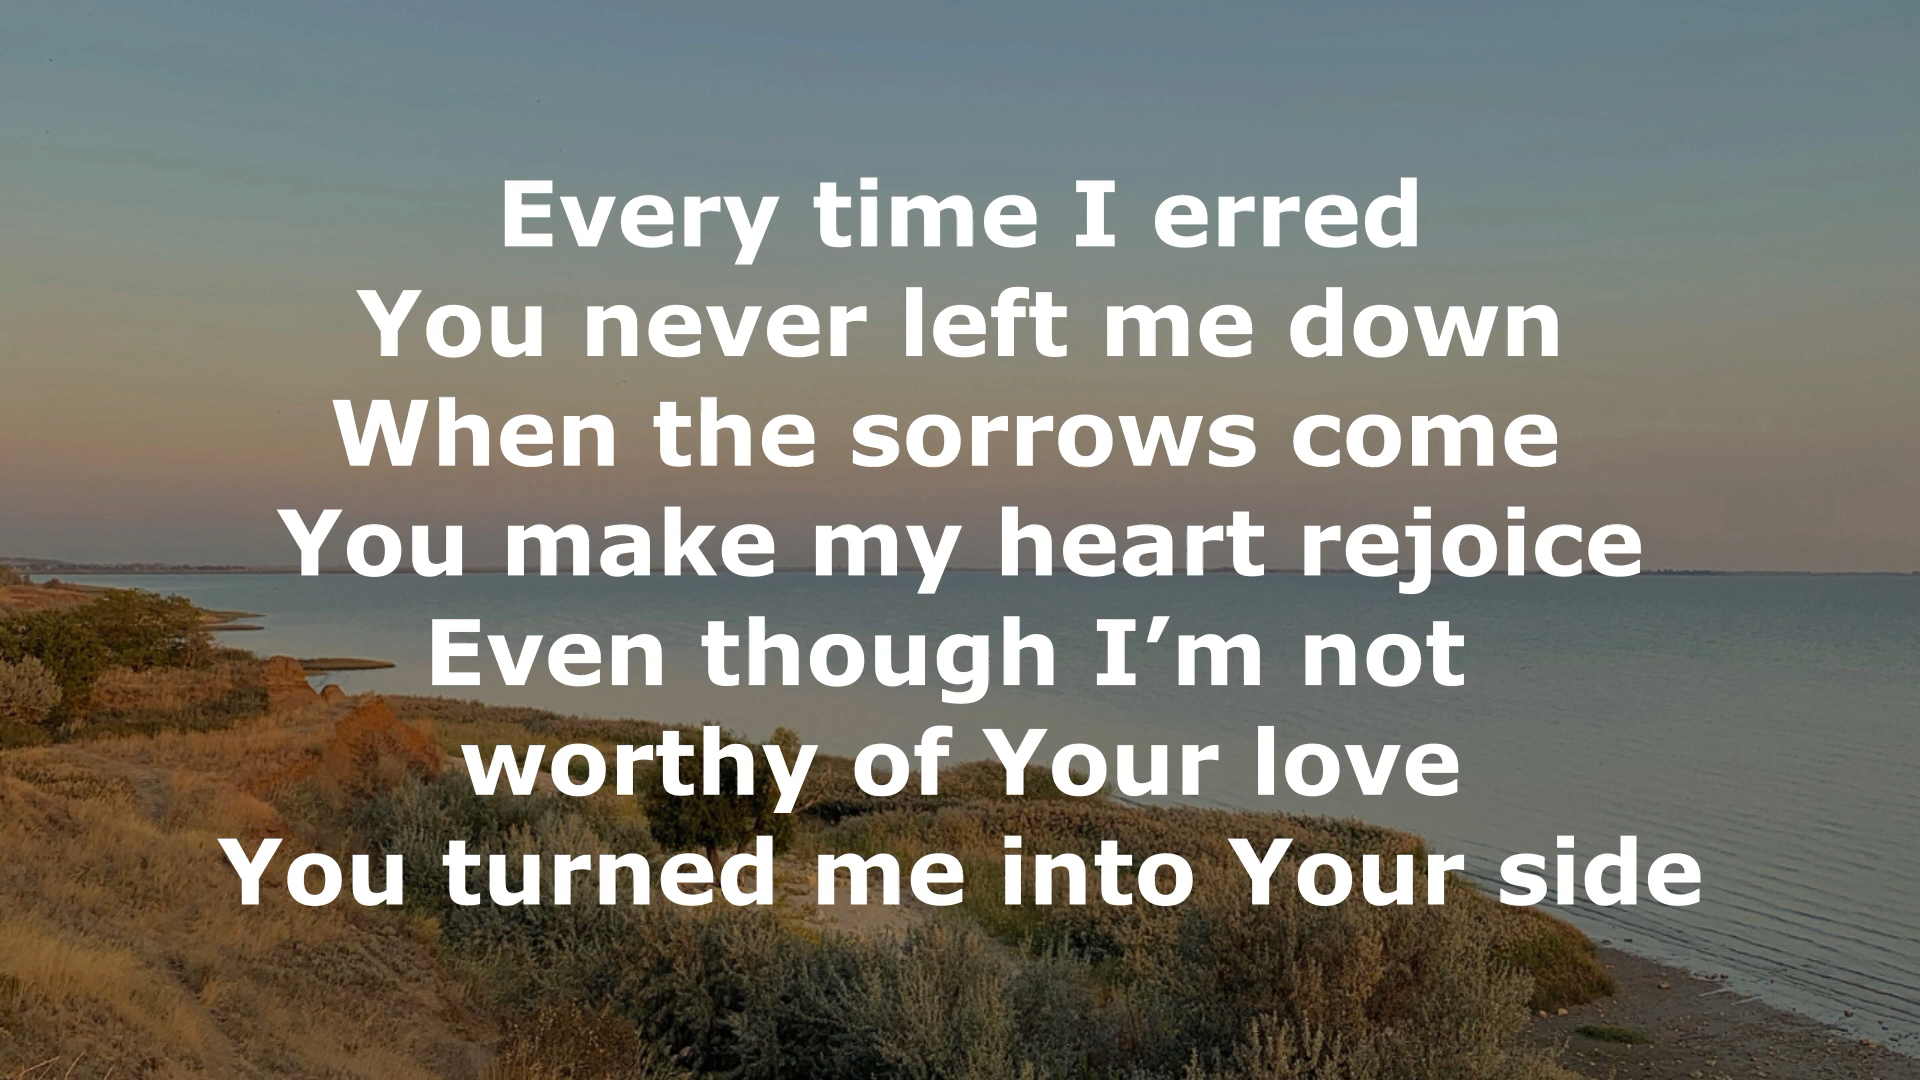 Every time I erred
You never left me down
When the sorrows come
You make my heart rejoice
Even though I’m not
worthy of Your love
You turned me into Your side